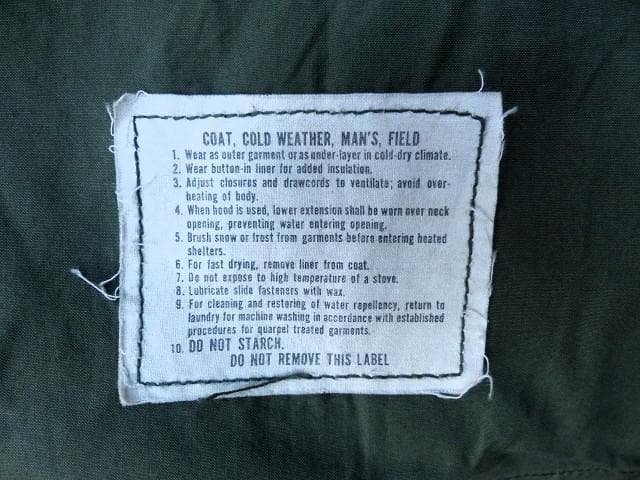 COAT, COLD WEATHER, MAN'S, FIELD
1. Wear as outer garment or as under-layer in cold-dry climate.
2. Wear button-in liner for added insulation.
3. Adjust closures and drawcords to ventilate; avoid over-
heating of body.
4. When hood is used, lower extension shall be worn over neck
opening, preventing water entering opening.
5. Brush snow or frost from garments before entering heated
shelters.
6. For fast drying, remove liner from coat.
7. Do not expose to high temperature of a stove.
8. Lubricate slide fasteners with wax.
9. For cleaning and restoring of water repellency, return to
laundry for machine washing in accordance with established
procedures for quarpel treated garments.
10. DO NOT STARCH.
DO NOT REMOVE THIS LABEL